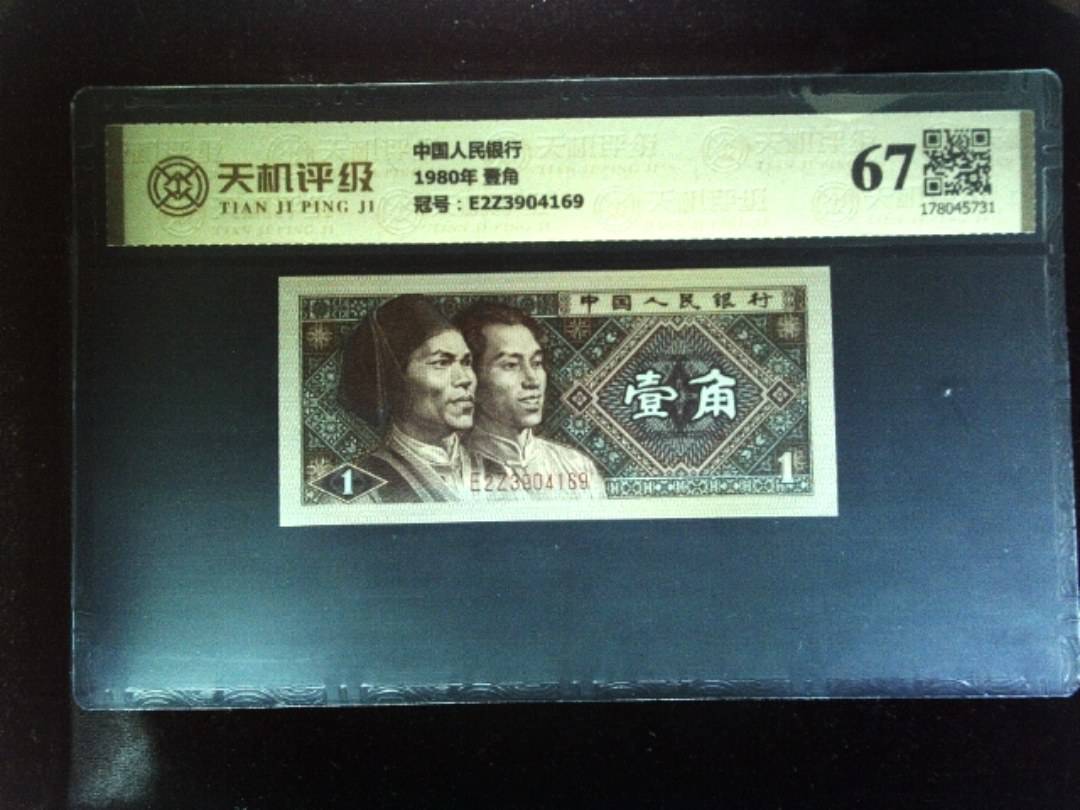 天机评级
TIAN JI PING JI
中国人民银行
1980年 壹角
冠号：E2Z3904169
67
178045731
中国人民银行
壹角
1
E2Z3904169
1